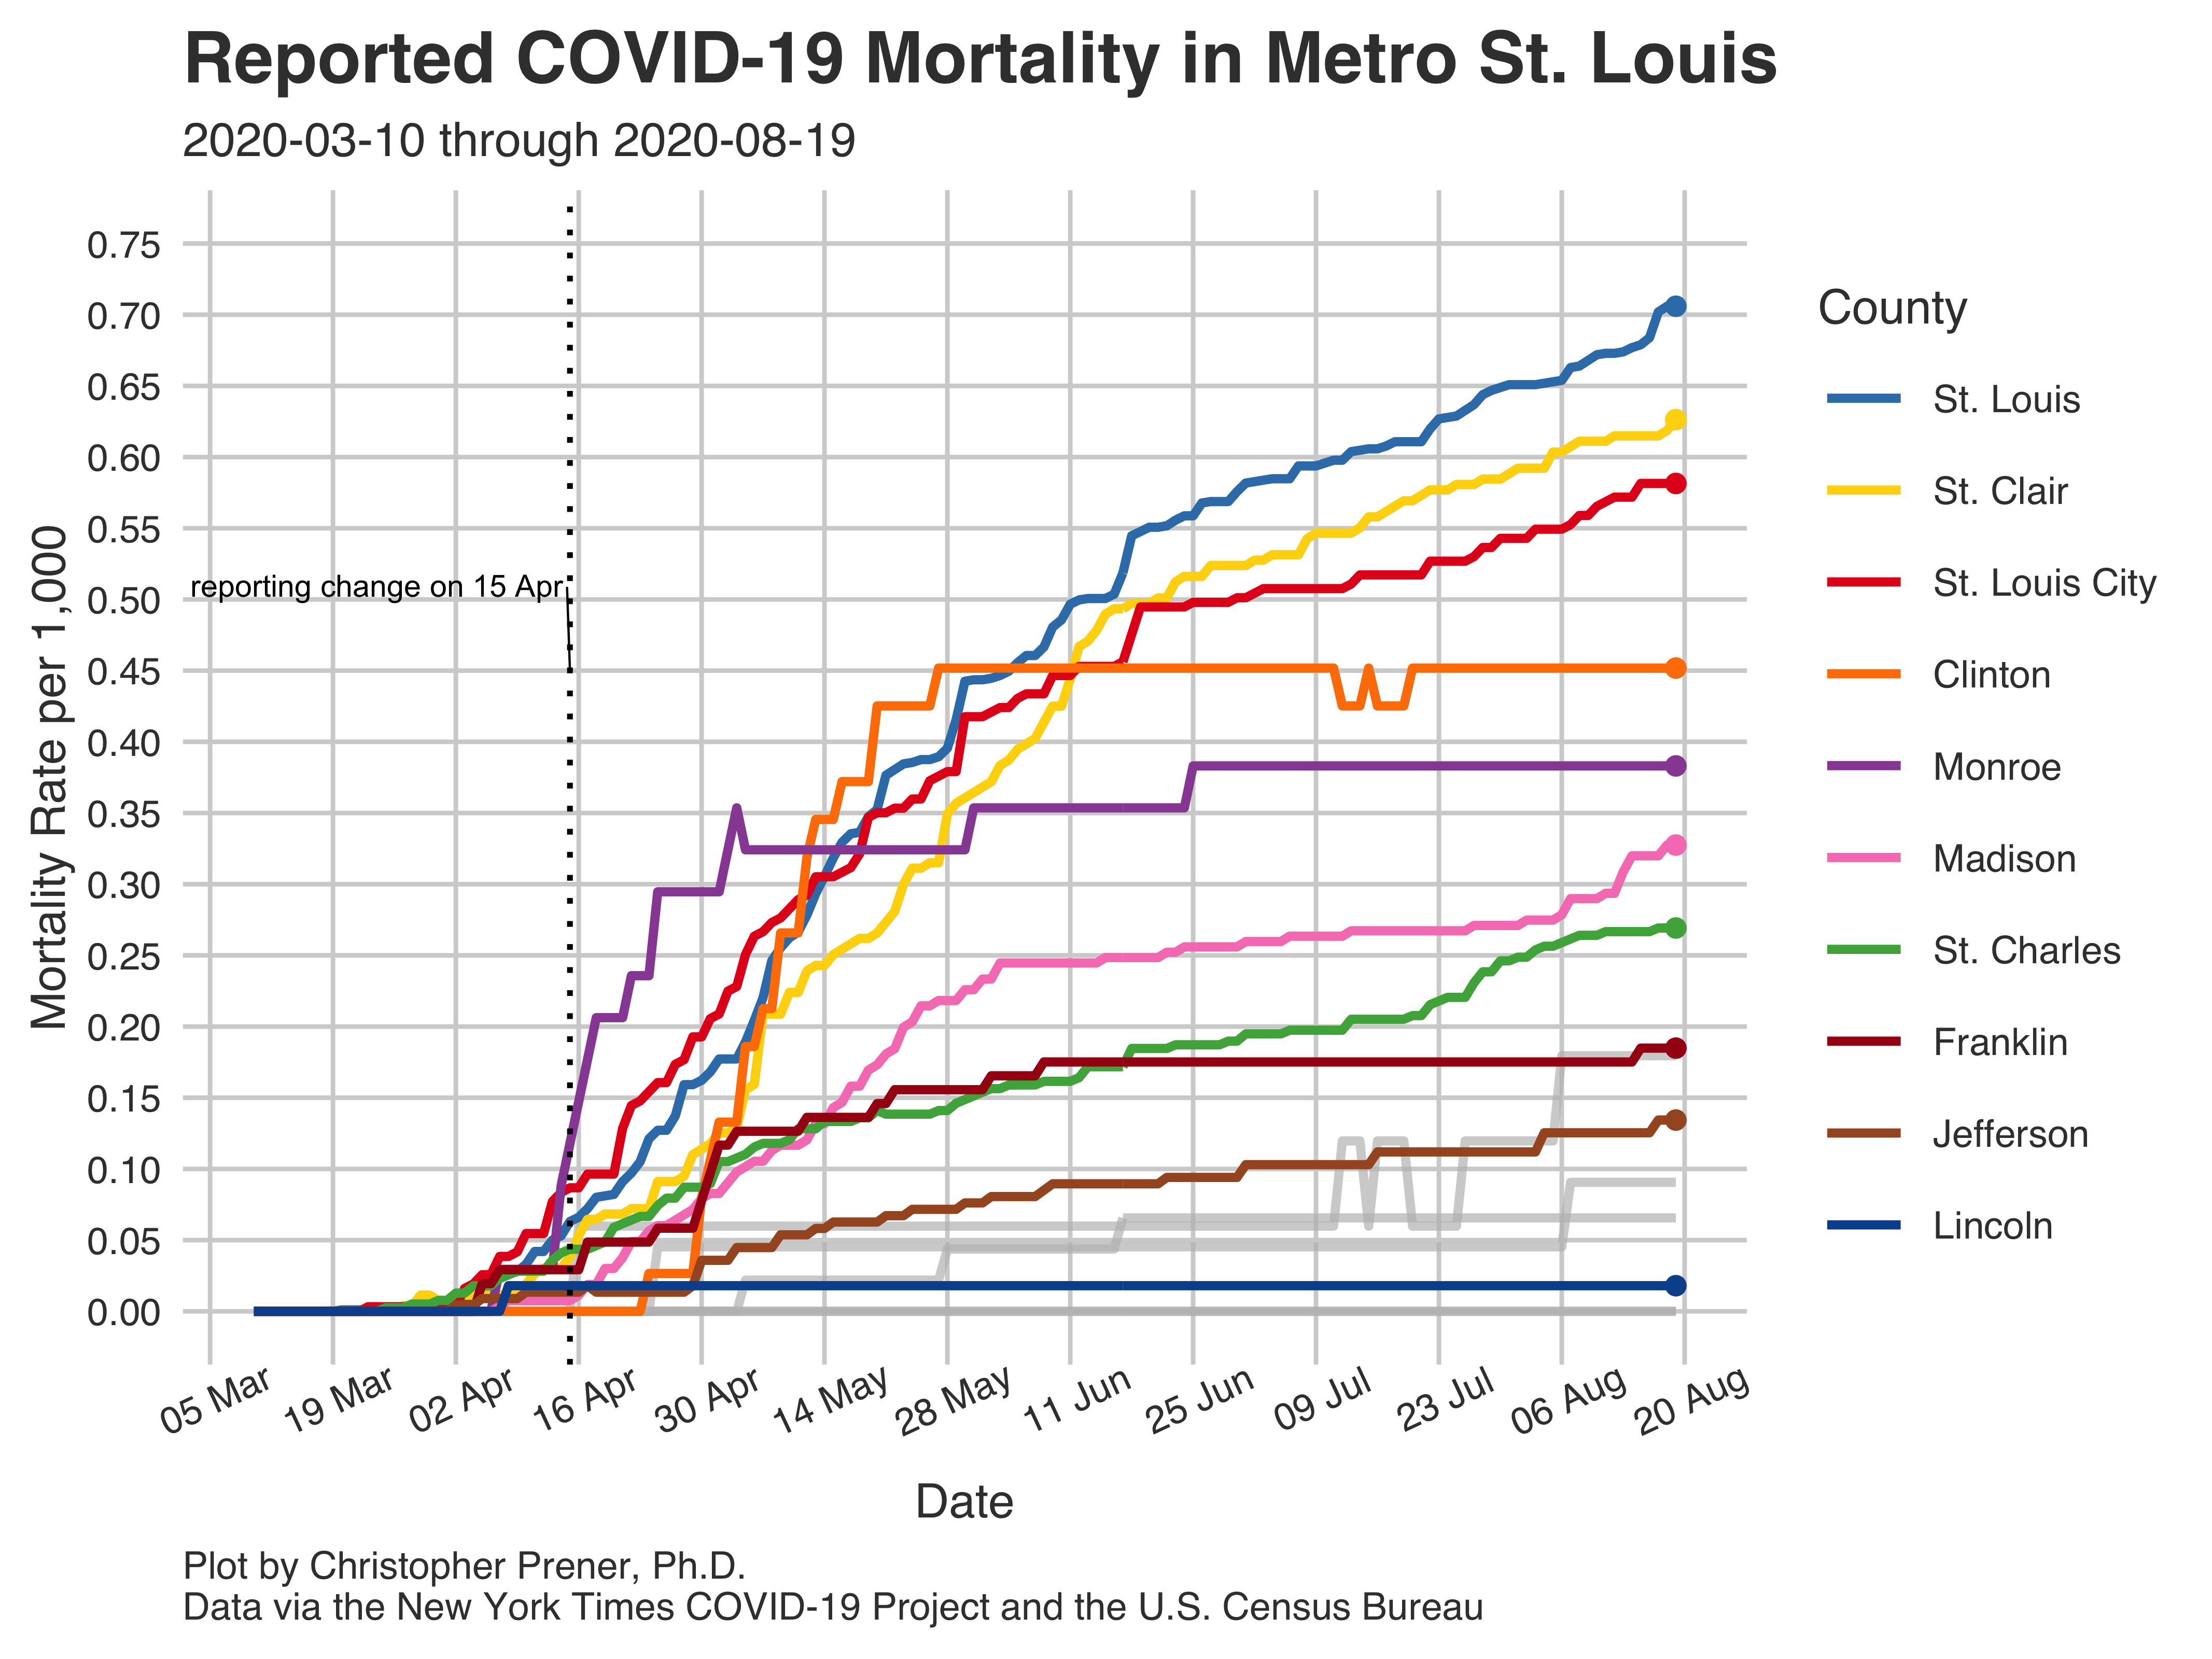 Reported COVID-19 Mortality in Metro St. Louis
2020-03-10 through 2020-08-19
Mortality Rate per 1,000
0.75
0.70
0.65
0.60
0.55
0.50
0.45
0.40
0.35
0.30
0.25
0.20
0.15
0.10
0.05
0.00
reporting change on 15 Apr
05 Mar
19 Mar
02 Apr
16 Apr
30 Apr
14 May
28 May
11 Jun
25 Jun
09 Jul
23 Jul
06 Aug
20 Aug
Date
County
St. Louis
St. Clair
St. Louis City
Clinton
Monroe
Madison
St. Charles
Franklin
Jefferson
Lincoln
Plot by Christopher Prener, Ph.D.
Data via the New York Times COVID-19 Project and the U.S. Census Bureau